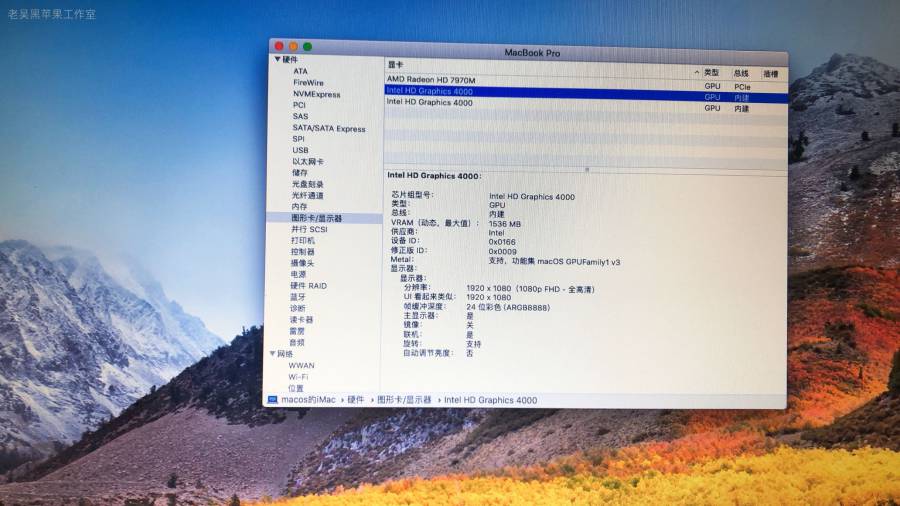 老吴黑苹果工作室
MacBook Pro
硬件
ATA
FireWire
NVMExpress
PCI
SAS
SATA/SATA Express
SPI
USB
以太网卡
储存
光盘刻录
光纤通道
内存
图形卡/显示器
并行 SCSI
打印机
控制器
摄像头
电源
硬件 RAID
蓝牙
诊断
读卡器
雷雳
音频
网络
WWAN
Wi-Fi
位置
显卡 类型 总线 插槽
AMD Radeon HD 7970M GPU PCIe
Intel HD Graphics 4000 GPU 内建
Intel HD Graphics 4000 GPU 内建
Intel HD Graphics 4000:
芯片组型号: Intel HD Graphics 4000
类型: GPU
总线: 内建
VRAM(动态、最大值): 1536 MB
供应商: Intel
设备 ID: 0x0166
修正版 ID: 0x0009
Metal: 支持,功能集 macOS GPUFamily1 v3
显示器:
显示器:
分辨率: 1920 x 1080(1080p FHD - 全高清)
UI 看起来类似: 1920 x 1080
帧缓冲深度: 24 位彩色 (ARGB8888)
主显示器: 是
镜像: 关
联机: 是
旋转: 支持
自动调节亮度: 否
macos的iMac › 硬件 › 图形卡/显示器 › Intel HD Graphics 4000